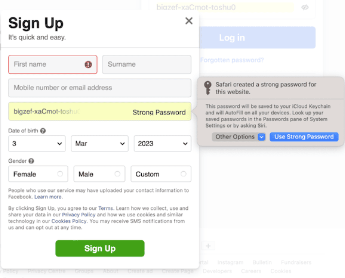 Sign Up
It's quick and easy.
First name
Surname
Mobile number or email address
Strong Password
Date of birth
3
Mar
2023
Gender
Female
Male
Custom
People who use our service may have uploaded your contact information to
Facebook. Learn more.
By clicking Sign Up, you agree to our Terms. Learn how we collect, use and
share your data in our Privacy Policy and how we use cookies and similar
technology in our Cookies Policy. You may receive SMS notifications from
us and can opt out at any time.
Sign Up
Log in
Forgotten password?
Safari created a strong password for
this website.
This password will be saved to your iCloud Keychain
and will AutoFill on all your devices. Look up your
saved passwords in the Passwords pane of System
Settings or by asking Siri.
Other Options
Use Strong Password